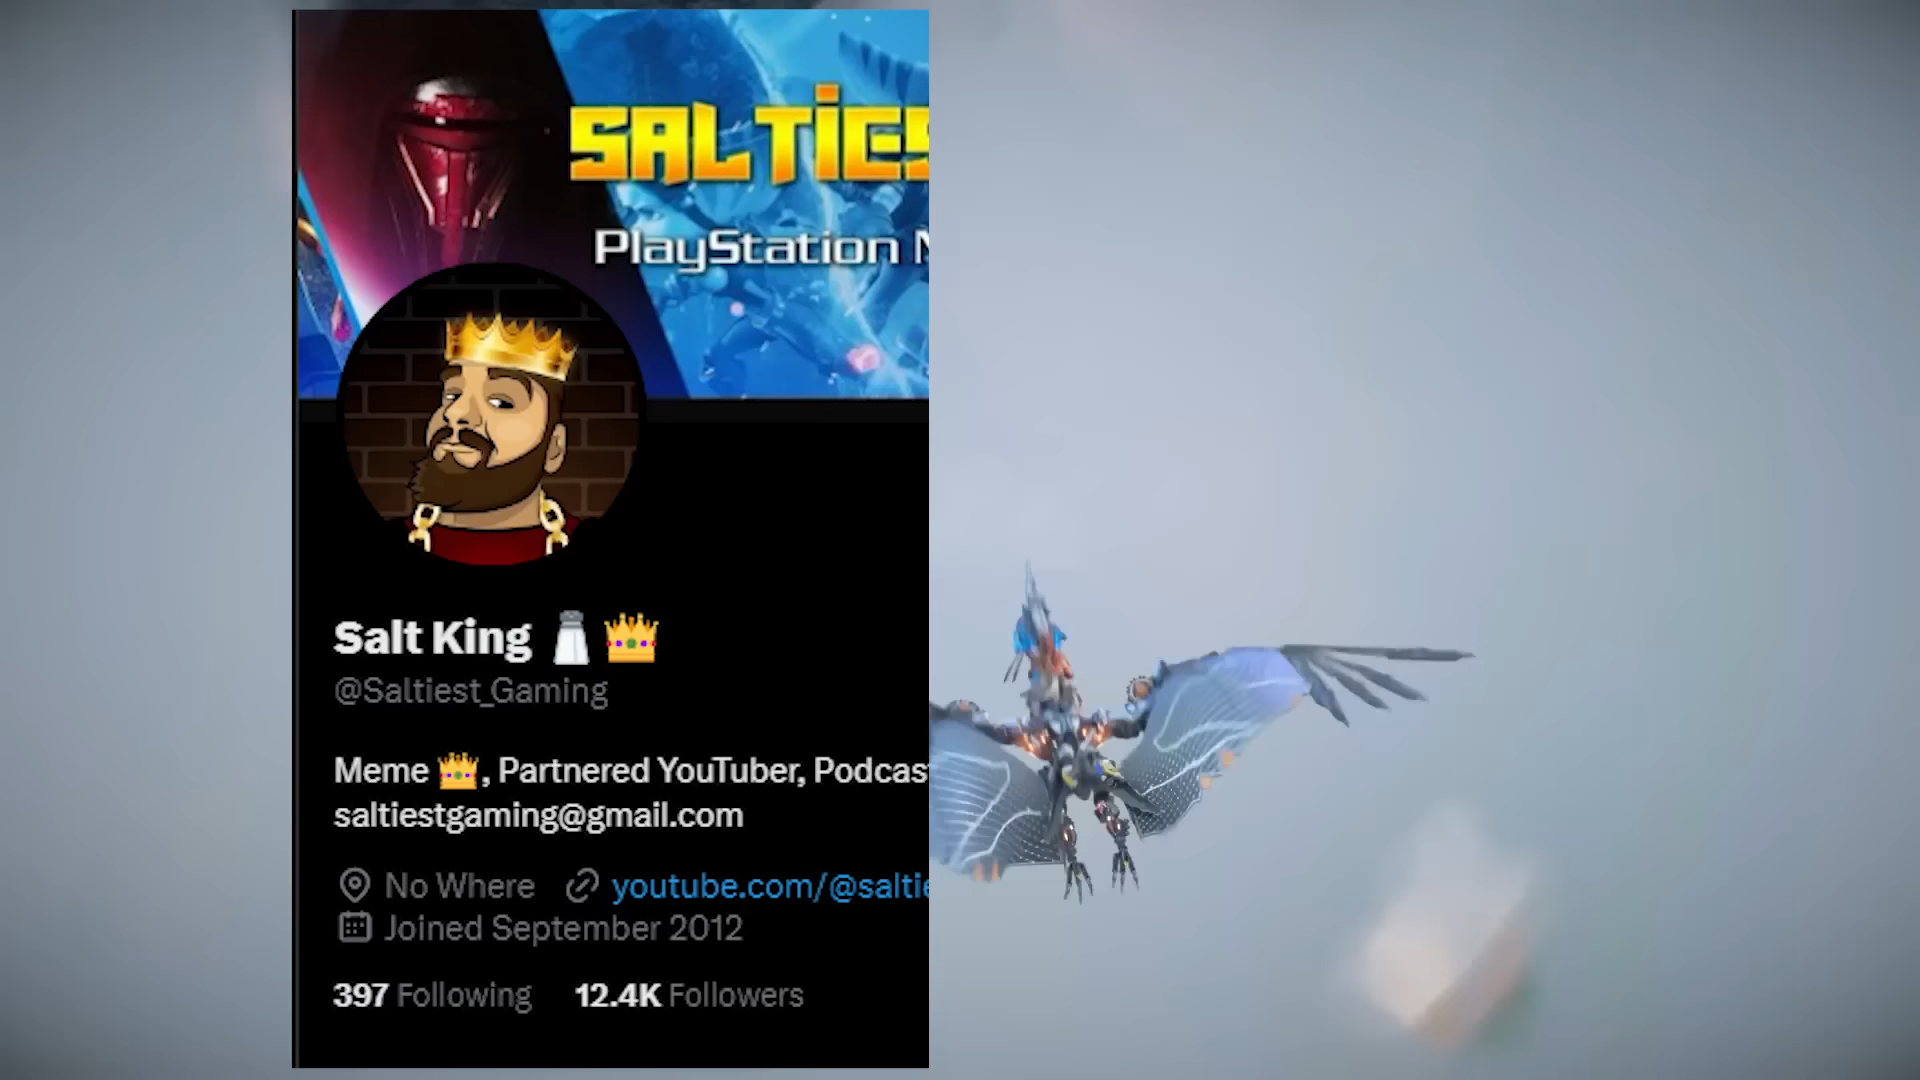 SALTIES
PlayStation N
Salt King 🧂👑
@Saltiest_Gaming
Meme 👑, Partnered YouTuber, Podcas
saltiestgaming@gmail.com
No Where youtube.com/@saltie
Joined September 2012
397 Following 12.4K Followers